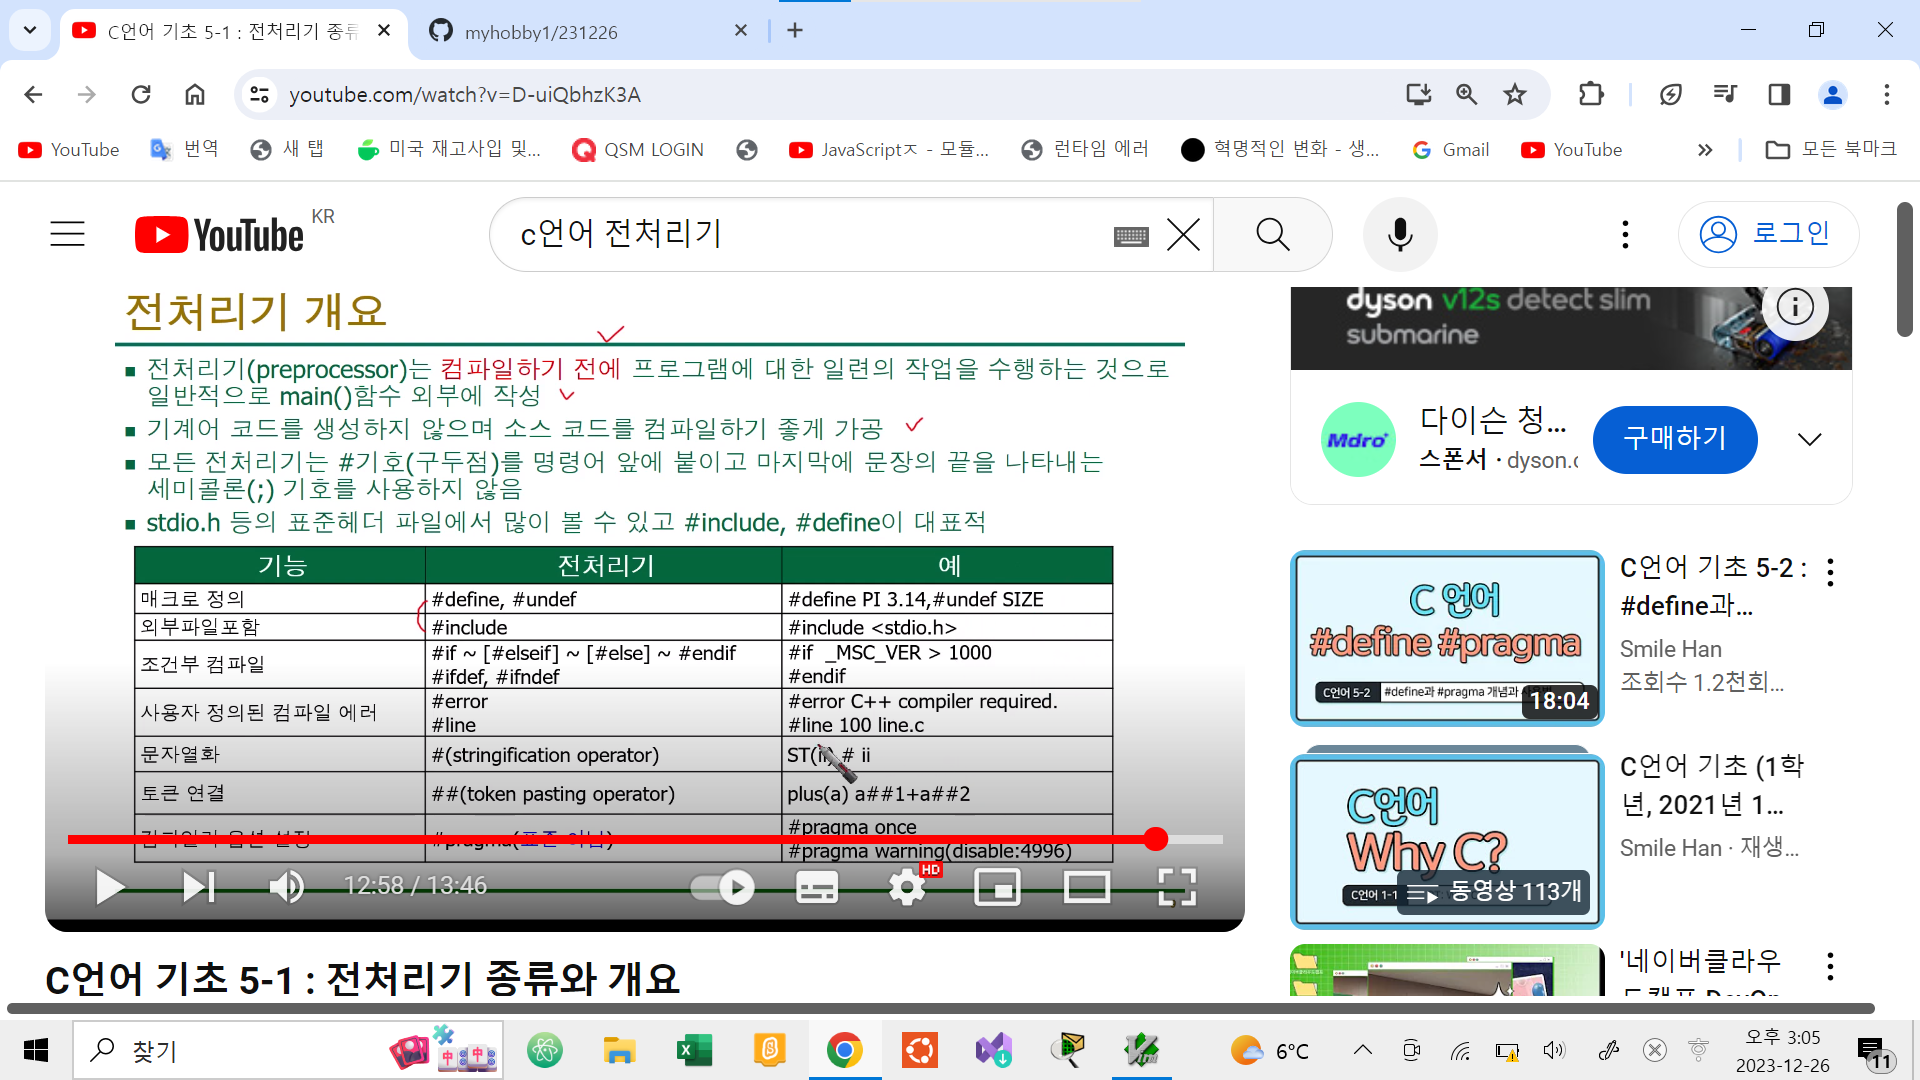 C언어 기초 5-1 : 전처리기 종류
myhobby1/231226
youtube.com/watch?v=D-uiQbhzK3A
YouTube
번역
새 탭
미국 재고사입 및...
QSM LOGIN
JavaScriptㅈ - 모듈...
런타임 에러
혁명적인 변화 - 생...
Gmail
YouTube
모든 북마크
YouTube KR
c언어 전처리기
로그인
전처리기 개요
전처리기(preprocessor)는 컴파일하기 전에 프로그램에 대한 일련의 작업을 수행하는 것으로
일반적으로 main()함수 외부에 작성
기계어 코드를 생성하지 않으며 소스 코드를 컴파일하기 좋게 가공
모든 전처리기는 #기호(구두점)를 명령어 앞에 붙이고 마지막에 문장의 끝을 나타내는
세미콜론(;) 기호를 사용하지 않음
stdio.h 등의 표준헤더 파일에서 많이 볼 수 있고 #include, #define이 대표적
기능 전처리기 예
매크로 정의 #define, #undef #define PI 3.14,#undef SIZE
외부파일포함 #include #include <stdio.h>
조건부 컴파일 #if ~ [#elseif] ~ [#else] ~ #endif #if _MSC_VER > 1000
#ifdef, #ifndef #endif
사용자 정의된 컴파일 에러 #error #error C++ compiler required.
#line #line 100 line.c
문자열화 #(stringification operator) ST(ii) # ii
토큰 연결 ##(token pasting operator) plus(a) a##1+a##2
컴파일러 옵션 설정 #pragma(표준 아님) #pragma once
#pragma warning(disable:4996)
12:58 / 13:46
HD
C언어 기초 5-1 : 전처리기 종류와 개요
dyson v12s detect slim
submarine
Mdro
다이슨 청...
스폰서 · dyson.c
구매하기
C 언어
#define #pragma
C언어 5-2 #define과 #pragma 개념과
18:04
C언어 기초 5-2 :
#define과...
Smile Han
조회수 1.2천회...
C언어
Why C?
C언어 1-1
동영상 113개
C언어 기초 (1학
년, 2021년 1...
Smile Han · 재생...
'네이버클라우
드캠프 DevOp
찾기
6°C
오후 3:05
2023-12-26
11